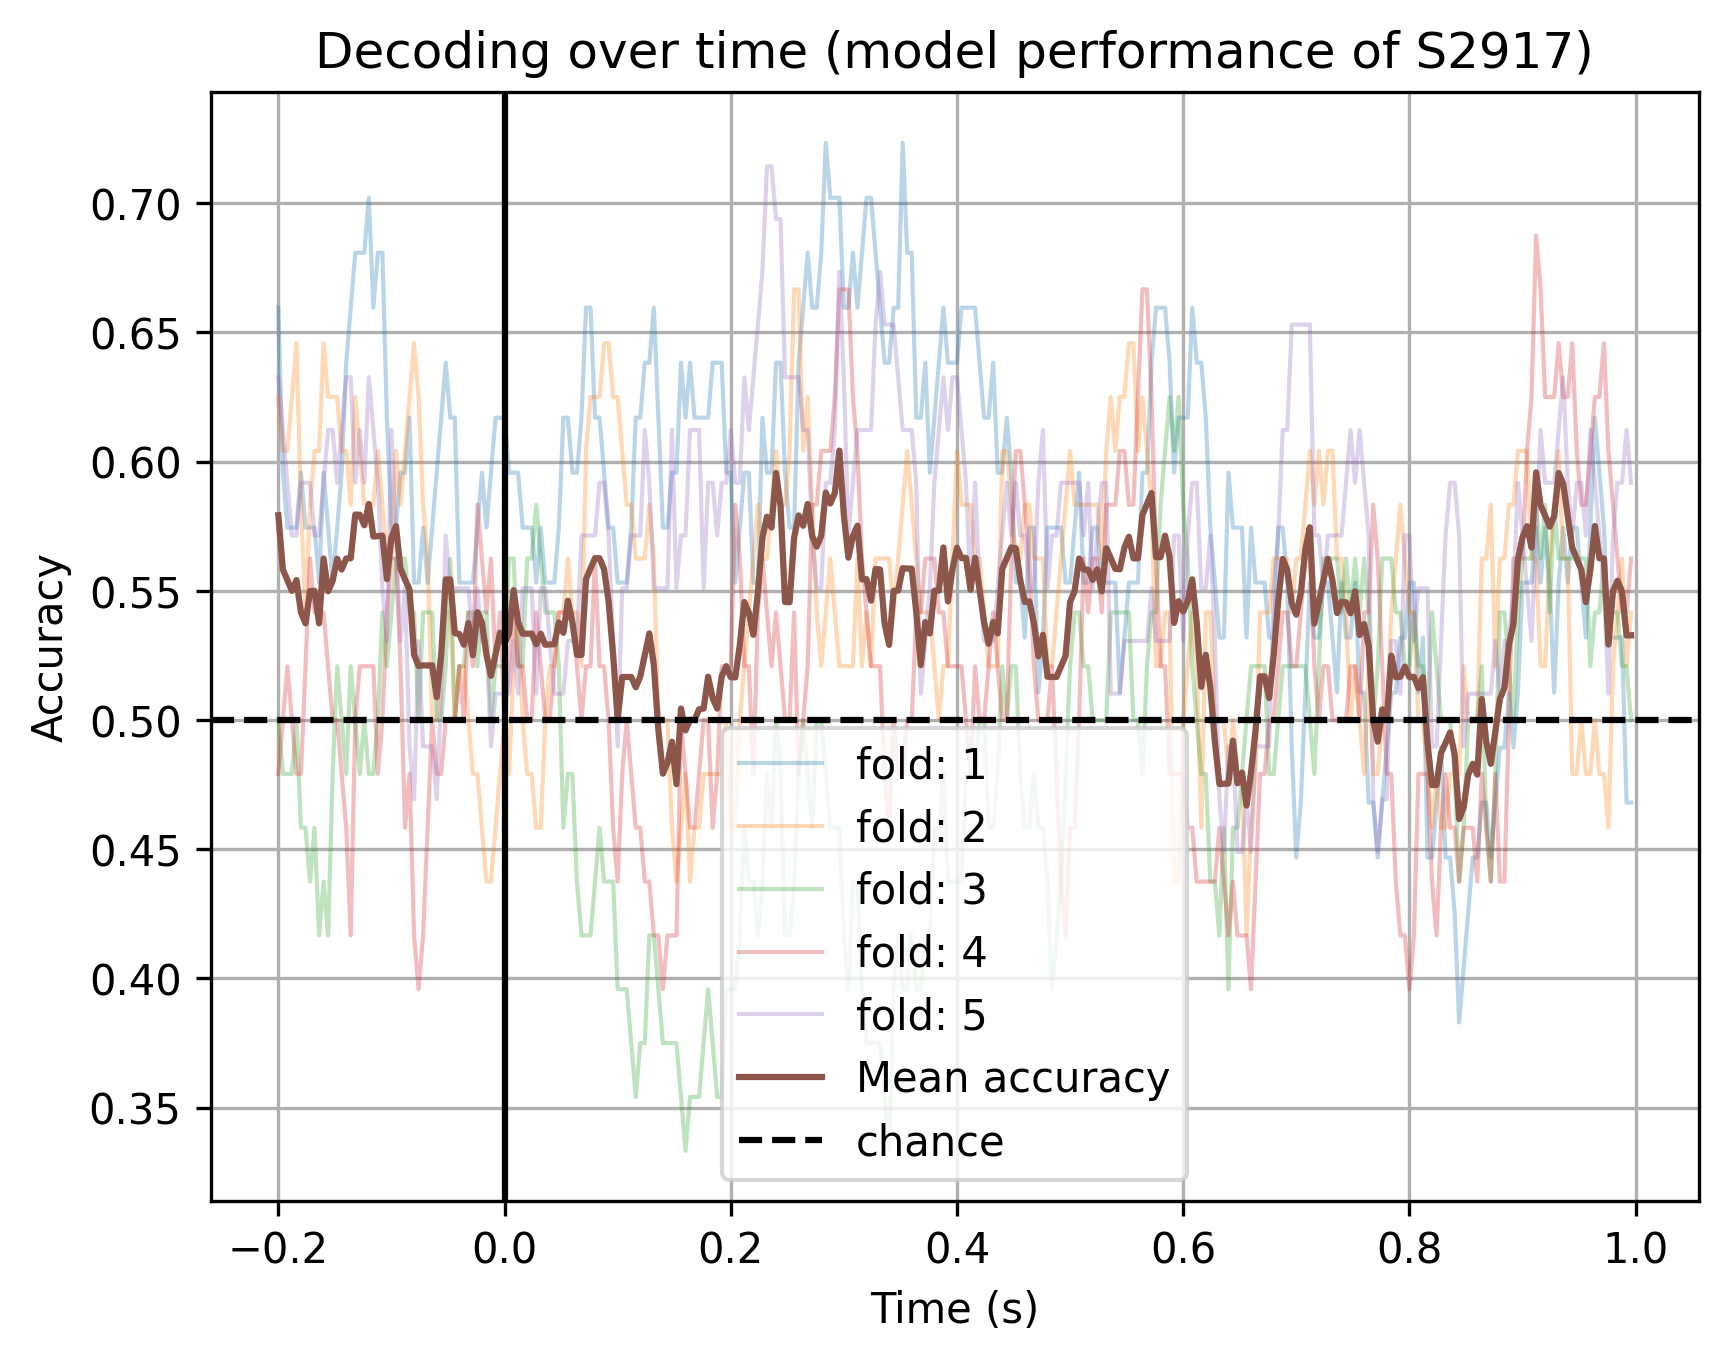 Decoding over time (model performance of S2917)
Accuracy
0.70
0.65
0.60
0.55
0.50
0.45
0.40
0.35
fold: 1
fold: 2
fold: 3
fold: 4
fold: 5
Mean accuracy
chance
−0.2 0.0 0.2 0.4 0.6 0.8 1.0
Time (s)